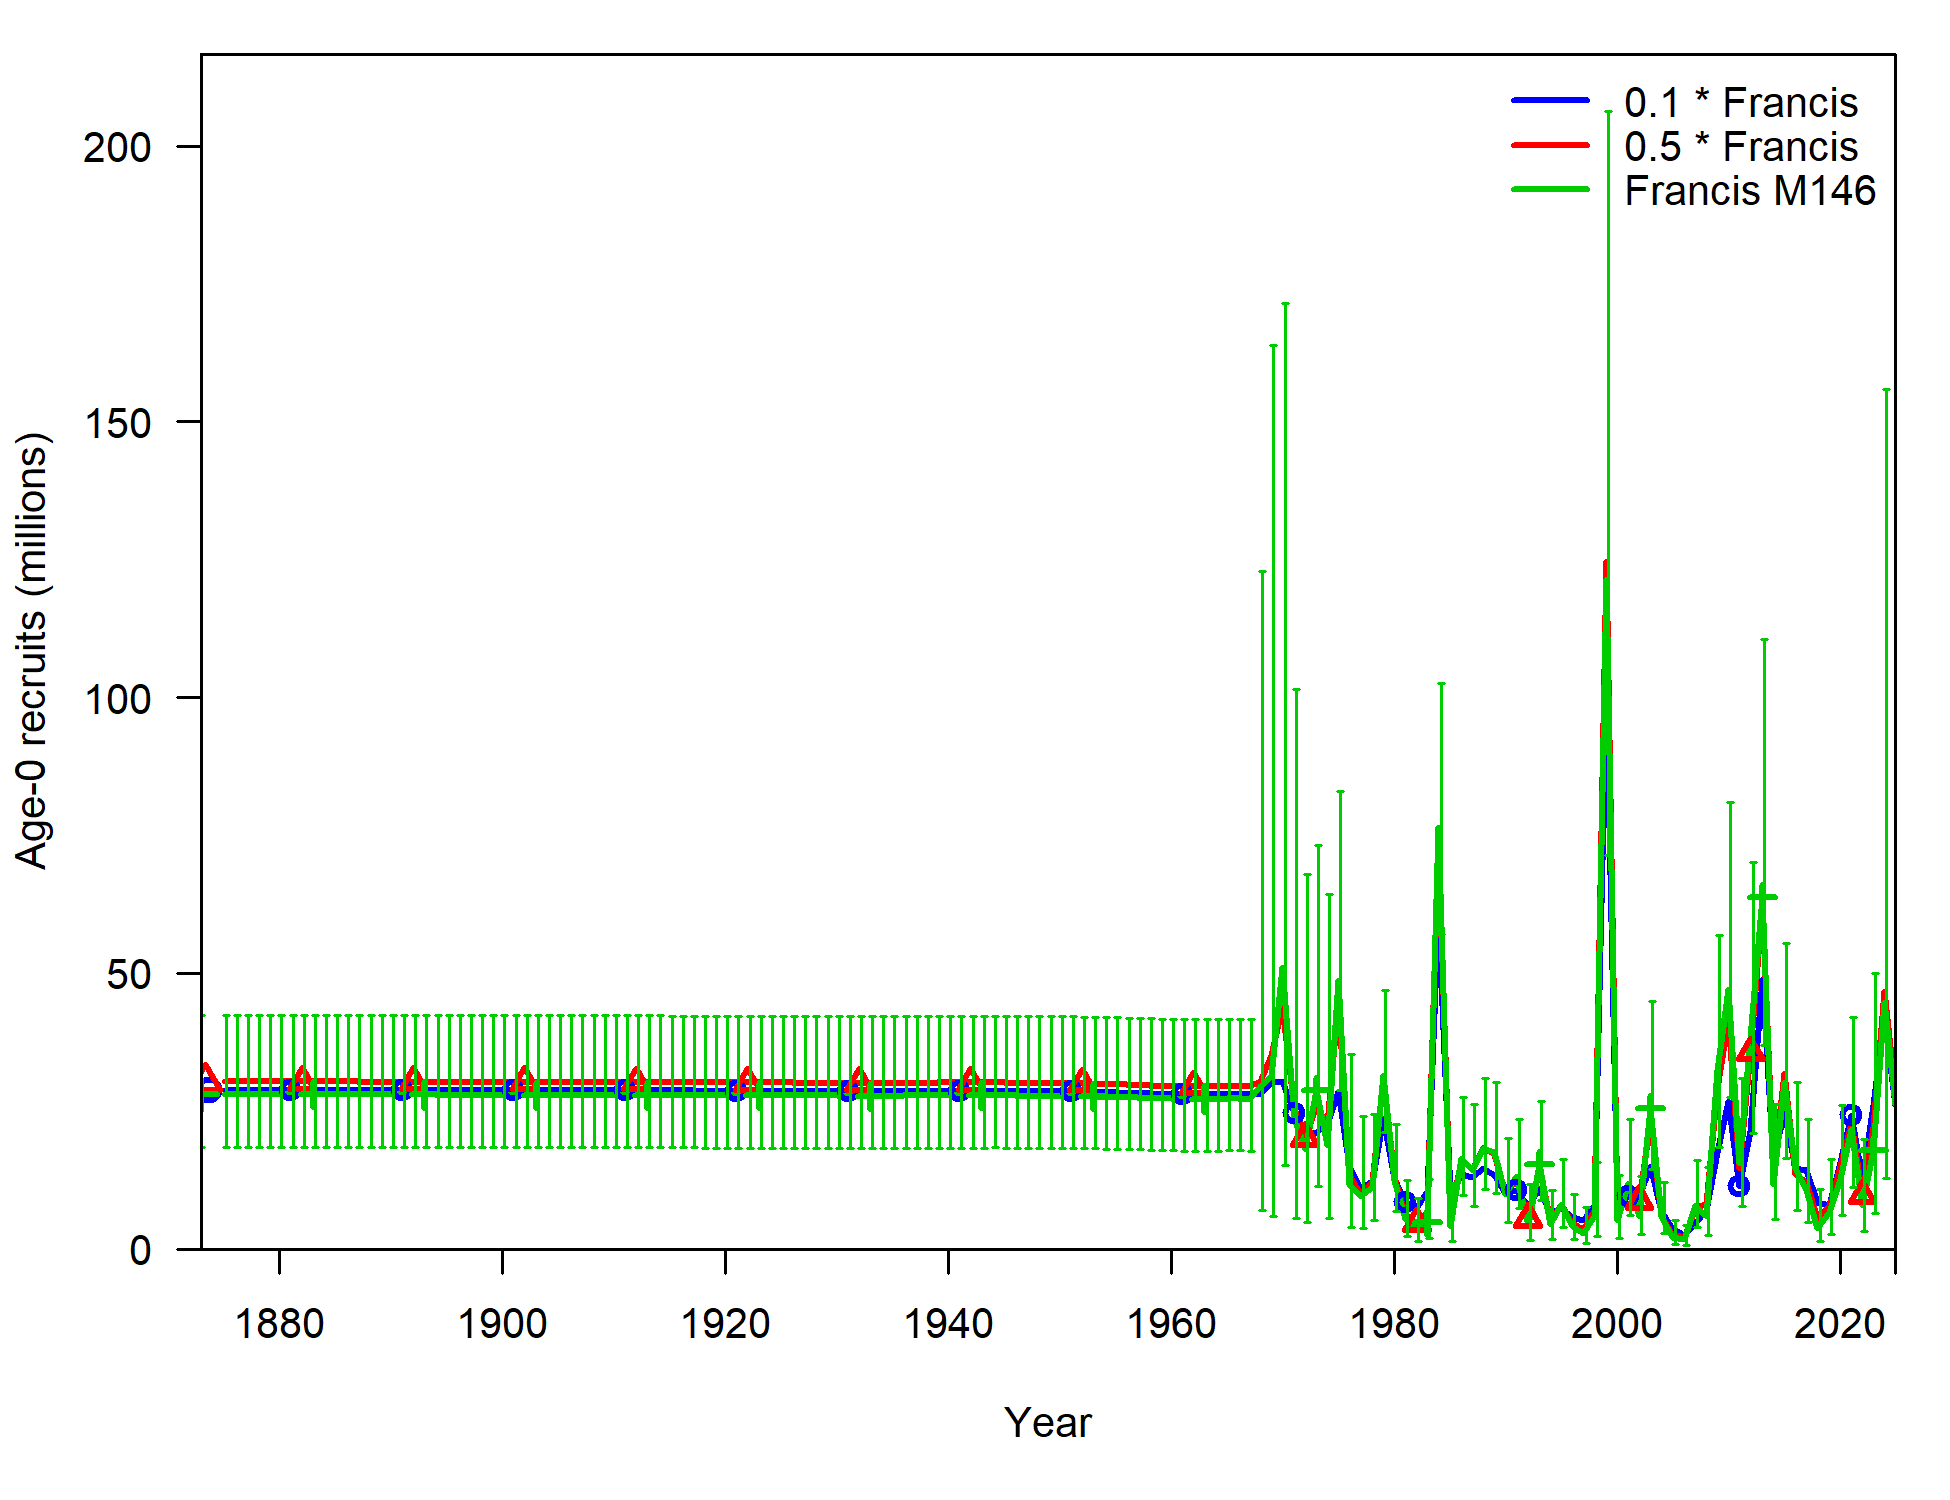 0.1 * Francis
0.5 * Francis
Francis M146
200
150
100
50
0
Age-0 recruits (millions)
1880 1900 1920 1940 1960 1980 2000 2020
Year